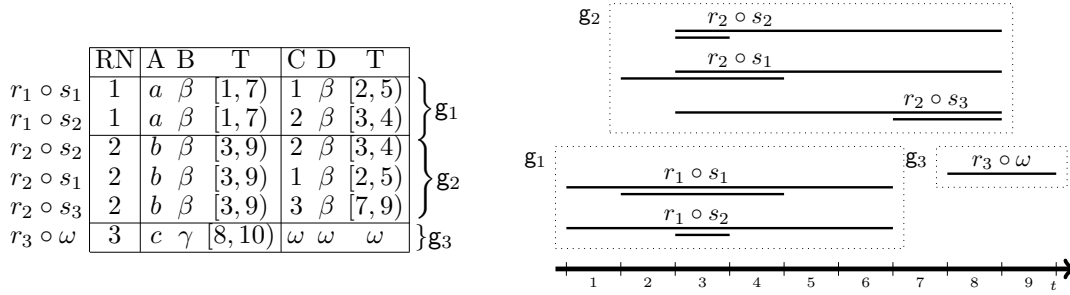 RN A B T C D T
r₁ ∘ s₁ 1 a β [1, 7) 1 β [2, 5)
r₁ ∘ s₂ 1 a β [1, 7) 2 β [3, 4)
g₁
r₂ ∘ s₂ 2 b β [3, 9) 2 β [3, 4)
r₂ ∘ s₁ 2 b β [3, 9) 1 β [2, 5)
r₂ ∘ s₃ 2 b β [3, 9) 3 β [7, 9)
g₂
r₃ ∘ ω 3 c γ [8, 10) ω ω ω
g₃
g₂
r₂ ∘ s₂
r₂ ∘ s₁
r₂ ∘ s₃
g₁
r₁ ∘ s₁
r₁ ∘ s₂
g₃
r₃ ∘ ω
1 2 3 4 5 6 7 8 9 t